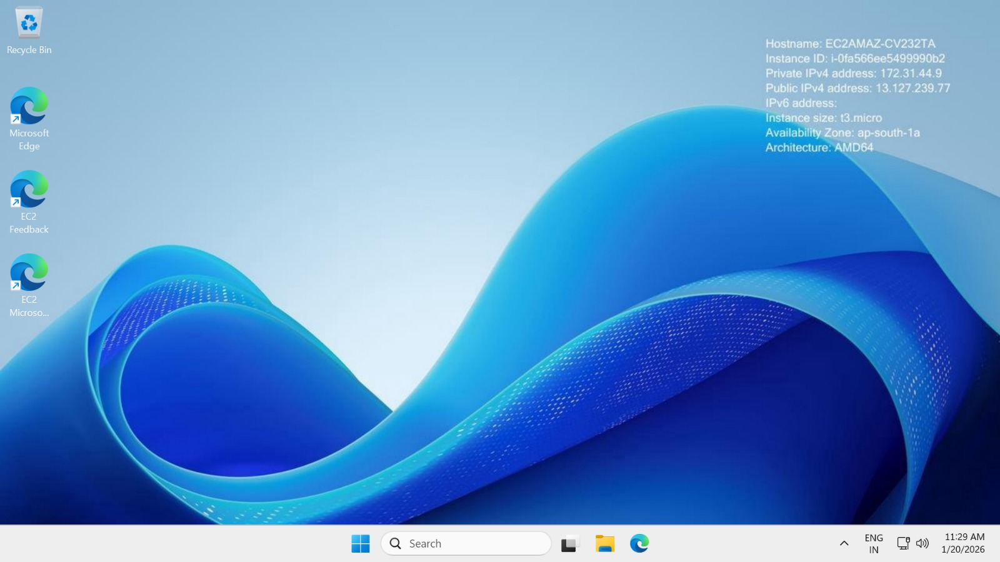 Recycle Bin
Microsoft
Edge
EC2
Feedback
EC2
Microso...
Hostname: EC2AMAZ-CV232TA
Instance ID: i-0fa566ee5499990b2
Private IPv4 address: 172.31.44.9
Public IPv4 address: 13.127.239.77
IPv6 address:
Instance size: t3.micro
Availability Zone: ap-south-1a
Architecture: AMD64
Search
ENG
IN
11:29 AM
1/20/2026